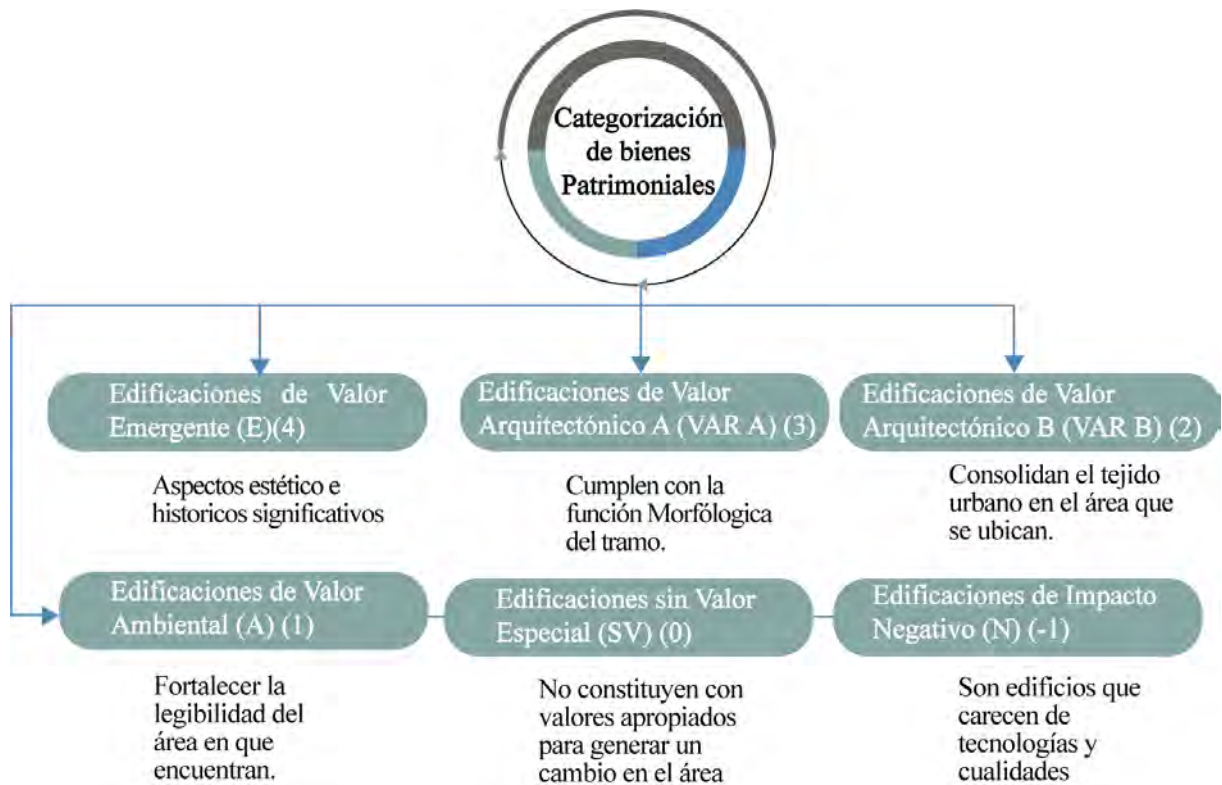 Categorización
de bienes
Patrimoniales
Edificaciones de Valor
Emergente (E)(4)
Aspectos estético e
historicos significativos
Edificaciones de Valor
Arquitectónico A (VAR A) (3)
Cumplen con la
función Morfólogica
del tramo.
Edificaciones de Valor
Arquitectónico B (VAR B) (2)
Consolidan el tejido
urbano en el área que
se ubican.
Edificaciones de Valor
Ambiental (A) (1)
Fortalecer la
legibilidad del
área en que
encuentran.
Edificaciones sin Valor
Especial (SV) (0)
No constituyen con
valores apropiados
para generar un
cambio en el área
Edificaciones de Impacto
Negativo (N) (-1)
Son edificios que
carecen de
tecnologías y
cualidades